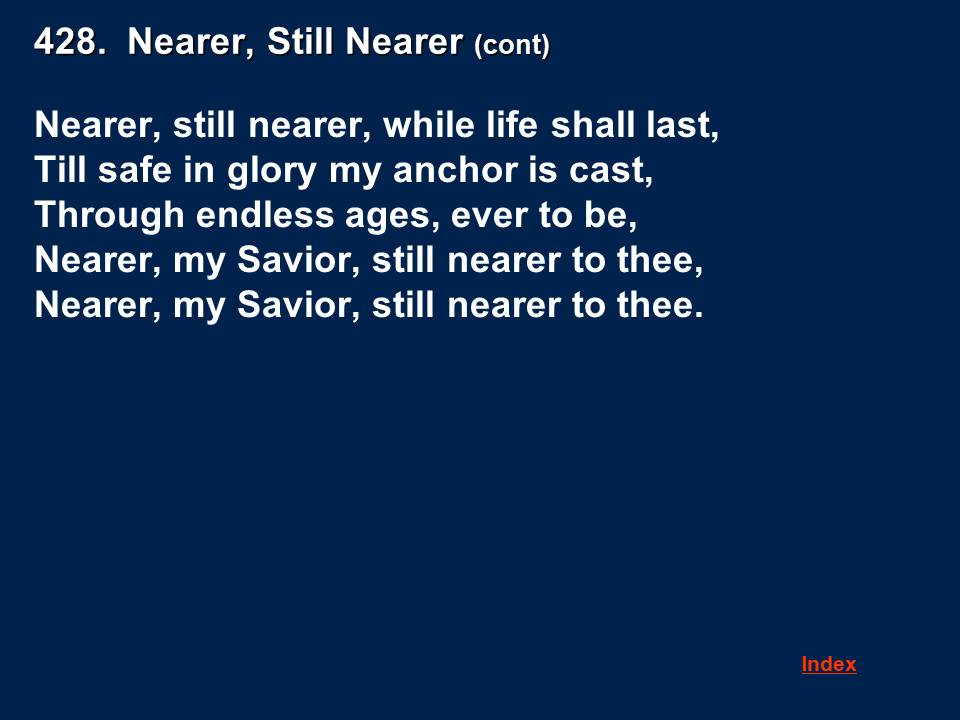 428.  Nearer, Still Nearer (cont)
Nearer, still nearer, while life shall last,
Till safe in glory my anchor is cast,
Through endless ages, ever to be,
Nearer, my Savior, still nearer to thee,
Nearer, my Savior, still nearer to thee.
Index